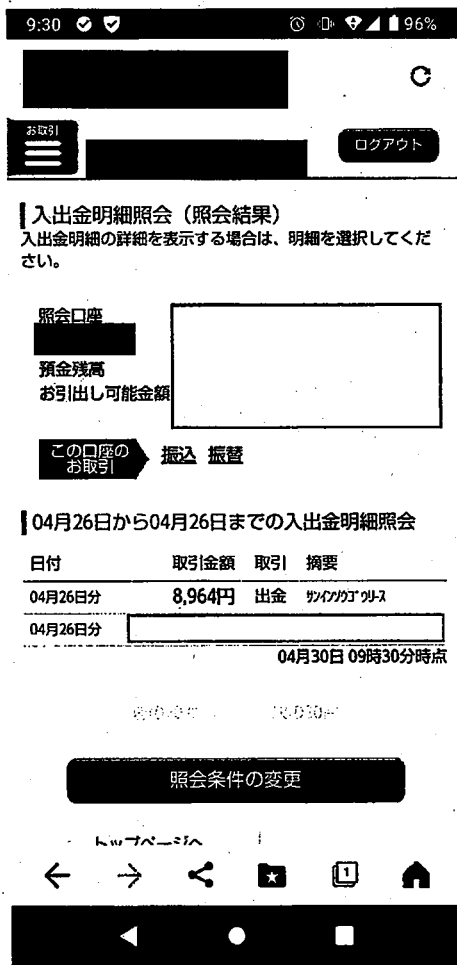 9:30 96%
お取引
ログアウト
入出金明細照会（照会結果）
入出金明細の詳細を表示する場合は、明細を選択してくだ
さい。
照会口座
預金残高
お引出し可能金額
この口座の
お取引
振込 振替
04月26日から04月26日までの入出金明細照会
日付 取引金額 取引 摘要
04月26日分 8,964円 出金 ｻﾝｲﾝｿｳｺﾞｳﾘｰｽ
04月26日分
04月30日 09時30分時点
照会条件の変更
トップページへ
1